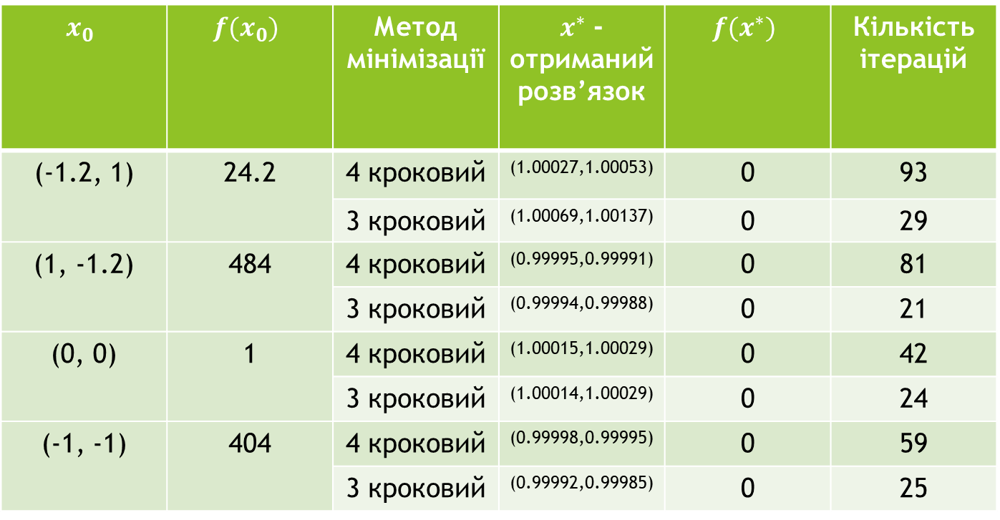 x₀ f(x₀) Метод мінімізації x* - отриманий розв’язок f(x*) Кількість ітерацій
(-1.2, 1) 24.2 4 кроковий (1.00027,1.00053) 0 93
3 кроковий (1.00069,1.00137) 0 29
(1, -1.2) 484 4 кроковий (0.99995,0.99991) 0 81
3 кроковий (0.99994,0.99988) 0 21
(0, 0) 1 4 кроковий (1.00015,1.00029) 0 42
3 кроковий (1.00014,1.00029) 0 24
(-1, -1) 404 4 кроковий (0.99998,0.99995) 0 59
3 кроковий (0.99992,0.99985) 0 25